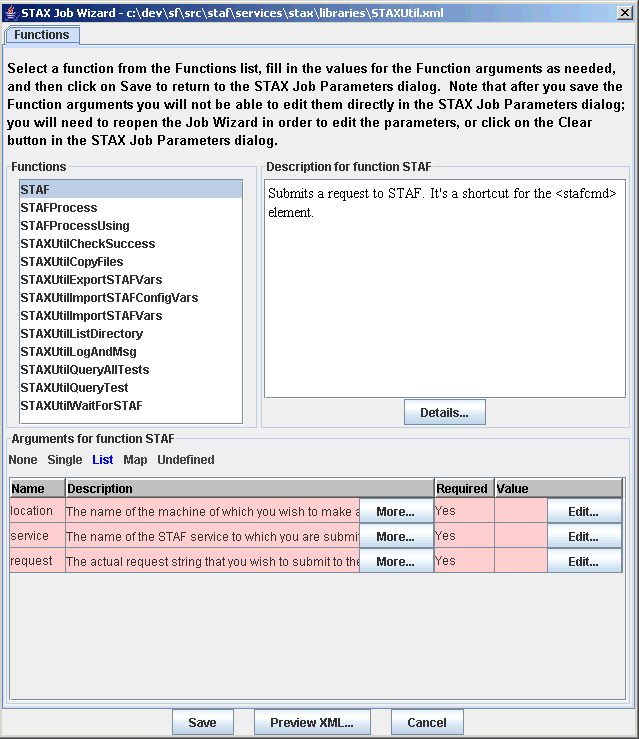 STAX Job Wizard - c:\dev\sf\src\staf\services\stax\libraries\STAXUtil.xml
Functions
Select a function from the Functions list, fill in the values for the Function arguments as needed,
and then click on Save to return to the STAX Job Parameters dialog. Note that after you save the
Function arguments you will not be able to edit them directly in the STAX Job Parameters dialog;
you will need to reopen the Job Wizard in order to edit the parameters, or click on the Clear
button in the STAX Job Parameters dialog.
Functions
STAF
STAFProcess
STAFProcessUsing
STAXUtilCheckSuccess
STAXUtilCopyFiles
STAXUtilExportSTAFVars
STAXUtilImportSTAFConfigVars
STAXUtilImportSTAFVars
STAXUtilListDirectory
STAXUtilLogAndMsg
STAXUtilQueryAllTests
STAXUtilQueryTest
STAXUtilWaitForSTAF
Description for function STAF
Submits a request to STAF. It's a shortcut for the <stafcmd>
element.
Details...
Arguments for function STAF
None Single List Map Undefined
Name Description Required Value
location The name of the machine of which you wish to make a More... Yes Edit...
service The name of the STAF service to which you are submi More... Yes Edit...
request The actual request string that you wish to submit to the More... Yes Edit...
Save Preview XML... Cancel